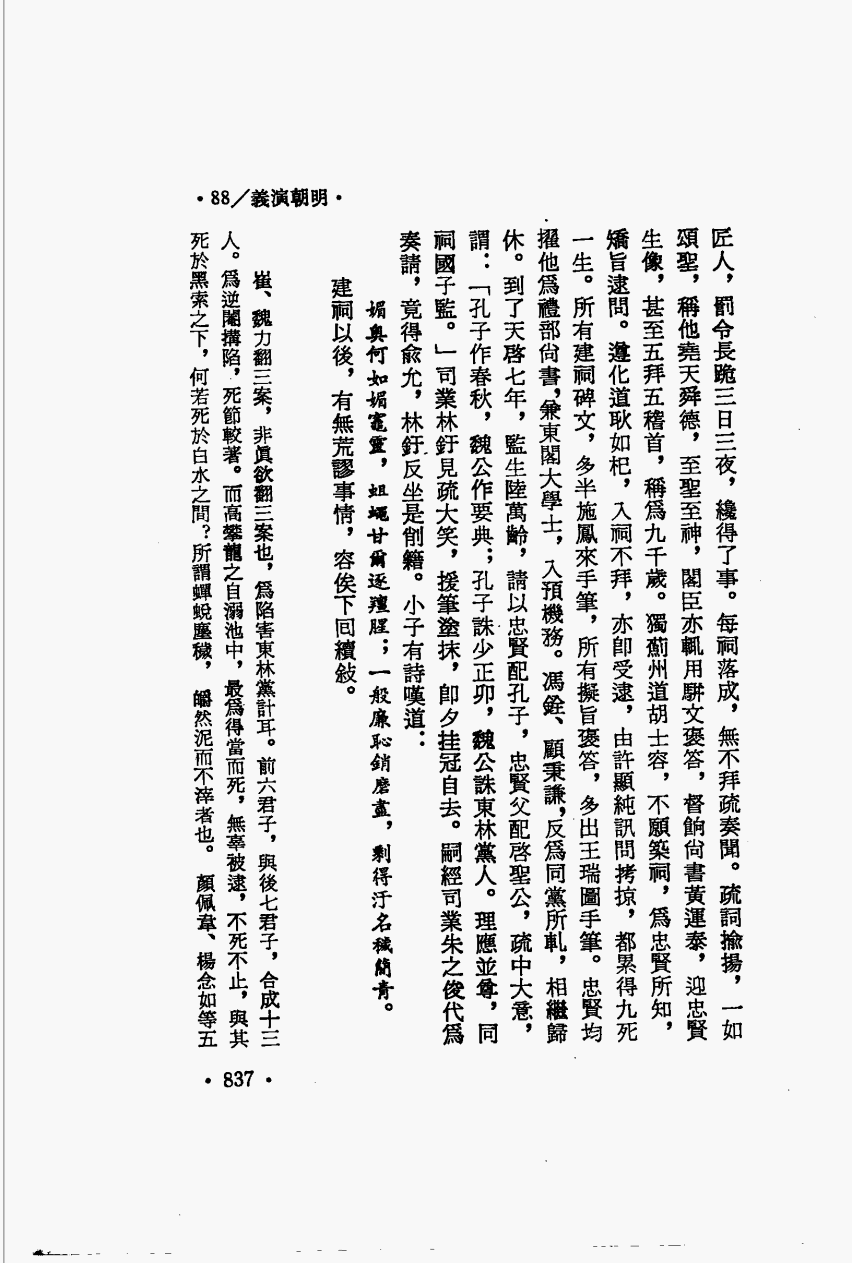 ·88／義演朝明·
匠人，罰令長跪三日三夜，纔得了事。每祠落成，無不拜疏奏聞。疏詞揄揚，一如
頌聖，稱他堯天舜德，至聖至神，閣臣亦輒用駢文褒答，督餉尚書黃運泰，迎忠賢
生像，甚至五拜五稽首，稱爲九千歲。獨薊州道胡士容，不願築祠，爲忠賢所知，
矯旨逮問。遵化道耿如杞，入祠不拜，亦卽受逮，由許顯純訊問拷掠，都累得九死
一生。所有建祠碑文，多半施鳳來手筆，所有擬旨褒答，多出王瑞圖手筆。忠賢均
擢他爲禮部尚書，兼東閣大學士，入預機務。馮銓、顧秉謙，反爲同黨所軋，相繼歸
休。到了天啓七年，監生陸萬齡，請以忠賢配孔子，忠賢父配啓聖公，疏中大意，
謂：「孔子作春秋，魏公作要典；孔子誅少正卯，魏公誅東林黨人。理應並尊，同
祠國子監。」司業林釪見疏大笑，援筆塗抹，卽夕挂冠自去。嗣經司業朱之俊代爲
奏請，竟得兪允，林釪反坐是削籍。小子有詩嘆道：
媚奧何如媚竈靈，蛆蠅甘爾逐羶腥；一般廉恥銷磨盡，剩得汙名穢簡靑。
建祠以後，有無荒謬事情，容俟下回續敍。
崔、魏力翻三案，非眞欲翻三案也，爲陷害東林黨計耳。前六君子，與後七君子，合成十三
人。爲逆閹搆陷，死節較著。而高攀龍之自溺池中，最爲得當而死，無辜被逮，不死不止，與其
死於黑索之下，何若死於白水之間？所謂蟬蛻塵穢，皭然泥而不滓者也。顏佩韋、楊念如等五
·837·